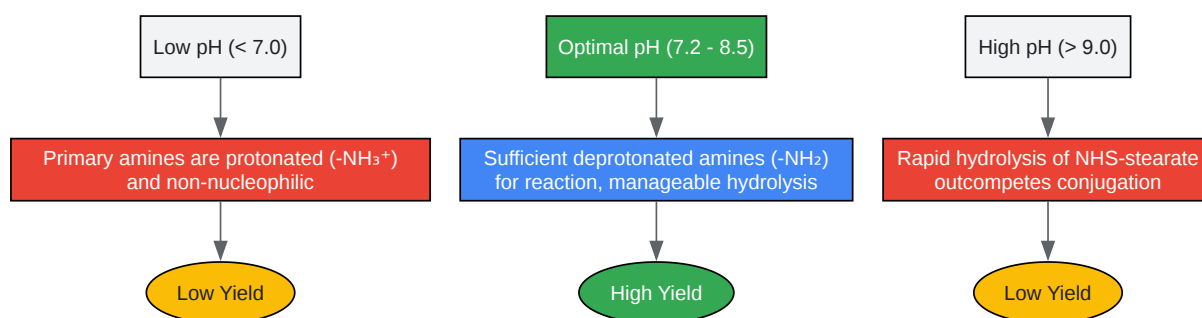 Low pH (< 7.0)
Optimal pH (7.2 - 8.5)
High pH (> 9.0)
Primary amines are protonated (-NH₃⁺)
and non-nucleophilic
Sufficient deprotonated amines (-NH₂)
for reaction, manageable hydrolysis
Rapid hydrolysis of NHS-stearate
outcompetes conjugation
Low Yield
High Yield
Low Yield